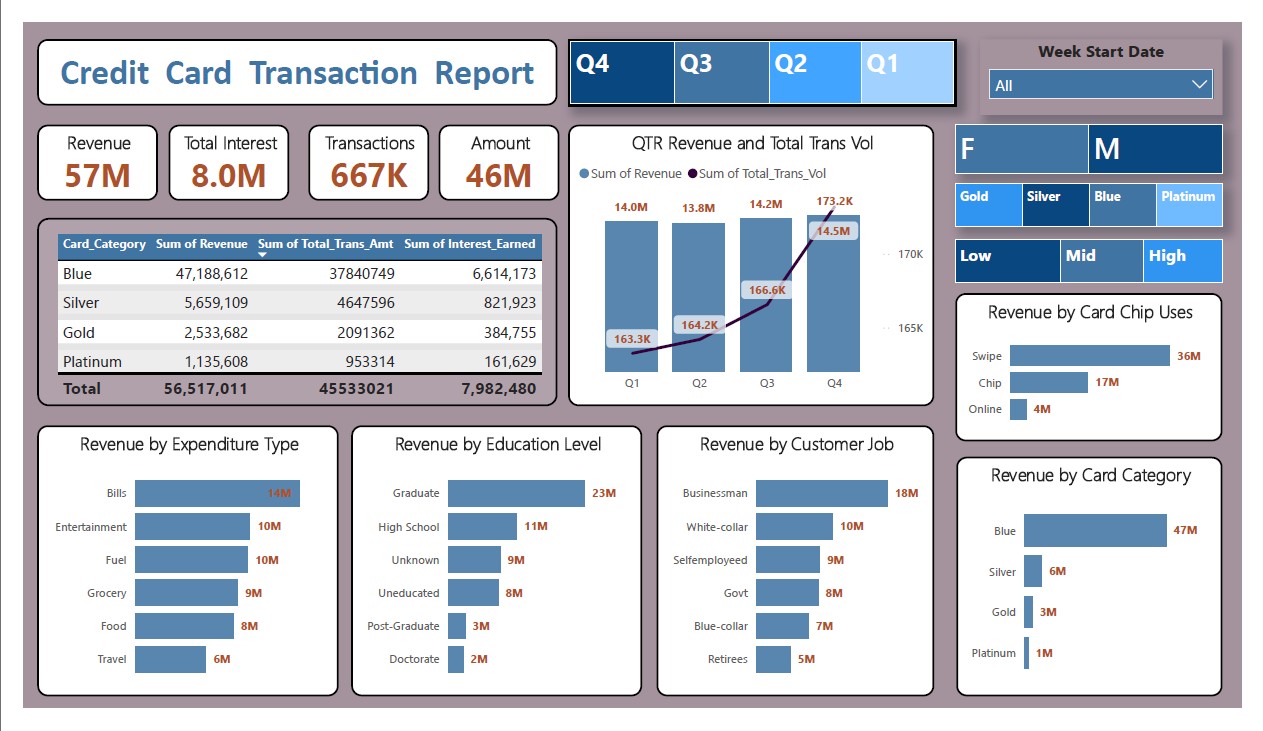 Credit Card Transaction Report
Q4 Q3 Q2 Q1
Week Start Date
All
Revenue
57M
Total Interest
8.0M
Transactions
667K
Amount
46M
F M
Gold Silver Blue Platinum
Low Mid High
Card_Category Sum of Revenue Sum of Total_Trans_Amt Sum of Interest_Earned
Blue 47,188,612 37840749 6,614,173
Silver 5,659,109 4647596 821,923
Gold 2,533,682 2091362 384,755
Platinum 1,135,608 953314 161,629
Total 56,517,011 45533021 7,982,480
QTR Revenue and Total Trans Vol
Sum of Revenue Sum of Total_Trans_Vol
14.0M 13.8M 14.2M 173.2K
14.5M
170K
166.6K
163.3K 164.2K 165K
Q1 Q2 Q3 Q4
Revenue by Card Chip Uses
Swipe 36M
Chip 17M
Online 4M
Revenue by Expenditure Type
Bills 14M
Entertainment 10M
Fuel 10M
Grocery 9M
Food 8M
Travel 6M
Revenue by Education Level
Graduate 23M
High School 11M
Unknown 9M
Uneducated 8M
Post-Graduate 3M
Doctorate 2M
Revenue by Customer Job
Businessman 18M
White-collar 10M
Selfemployeed 9M
Govt 8M
Blue-collar 7M
Retirees 5M
Revenue by Card Category
Blue 47M
Silver 6M
Gold 3M
Platinum 1M